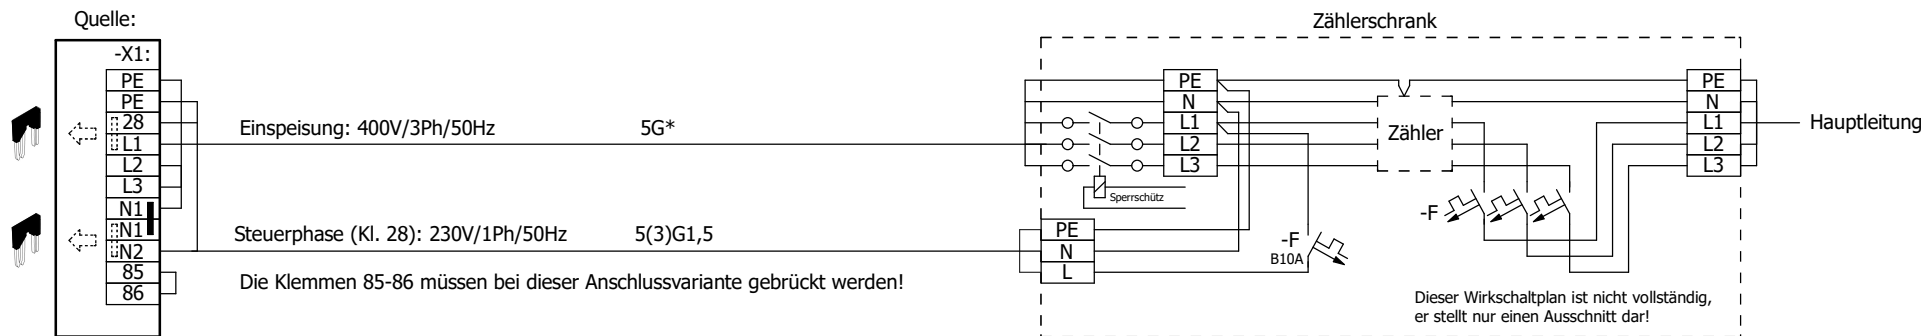 Quelle:
-X1:
PE
PE
28
L1
L2
L3
N1
N1
N2
85
86
Einspeisung: 400V/3Ph/50Hz 5G*
Steuerphase (Kl. 28): 230V/1Ph/50Hz 5(3)G1,5
Die Klemmen 85-86 müssen bei dieser Anschlussvariante gebrückt werden!
Zählerschrank
PE
N
L1
L2
L3
Sperrschütz
PE
N
L
-F
B10A
Zähler
-F
PE
N
L1
L2
L3
Hauptleitung
Dieser Wirkschaltplan ist nicht vollständig,
er stellt nur einen Ausschnitt dar!